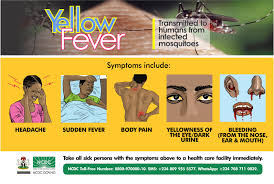 Yellow
Fever
Transmitted to
humans from
infected
mosquitoes
Symptoms include:
HEADACHE
SUDDEN FEVER
BODY PAIN
YELLOWNESS OF
THE EYE/DARK
URINE
BLEEDING
(FROM THE NOSE,
EAR & MOUTH)
Take all sick persons with the symptoms above to a health care facility immediately.
NCDC
NCDC Toll-Free Number: 0800-970000-10. SMS: +234 809 955 5577, WhatsApp: +234 708 711 0839.